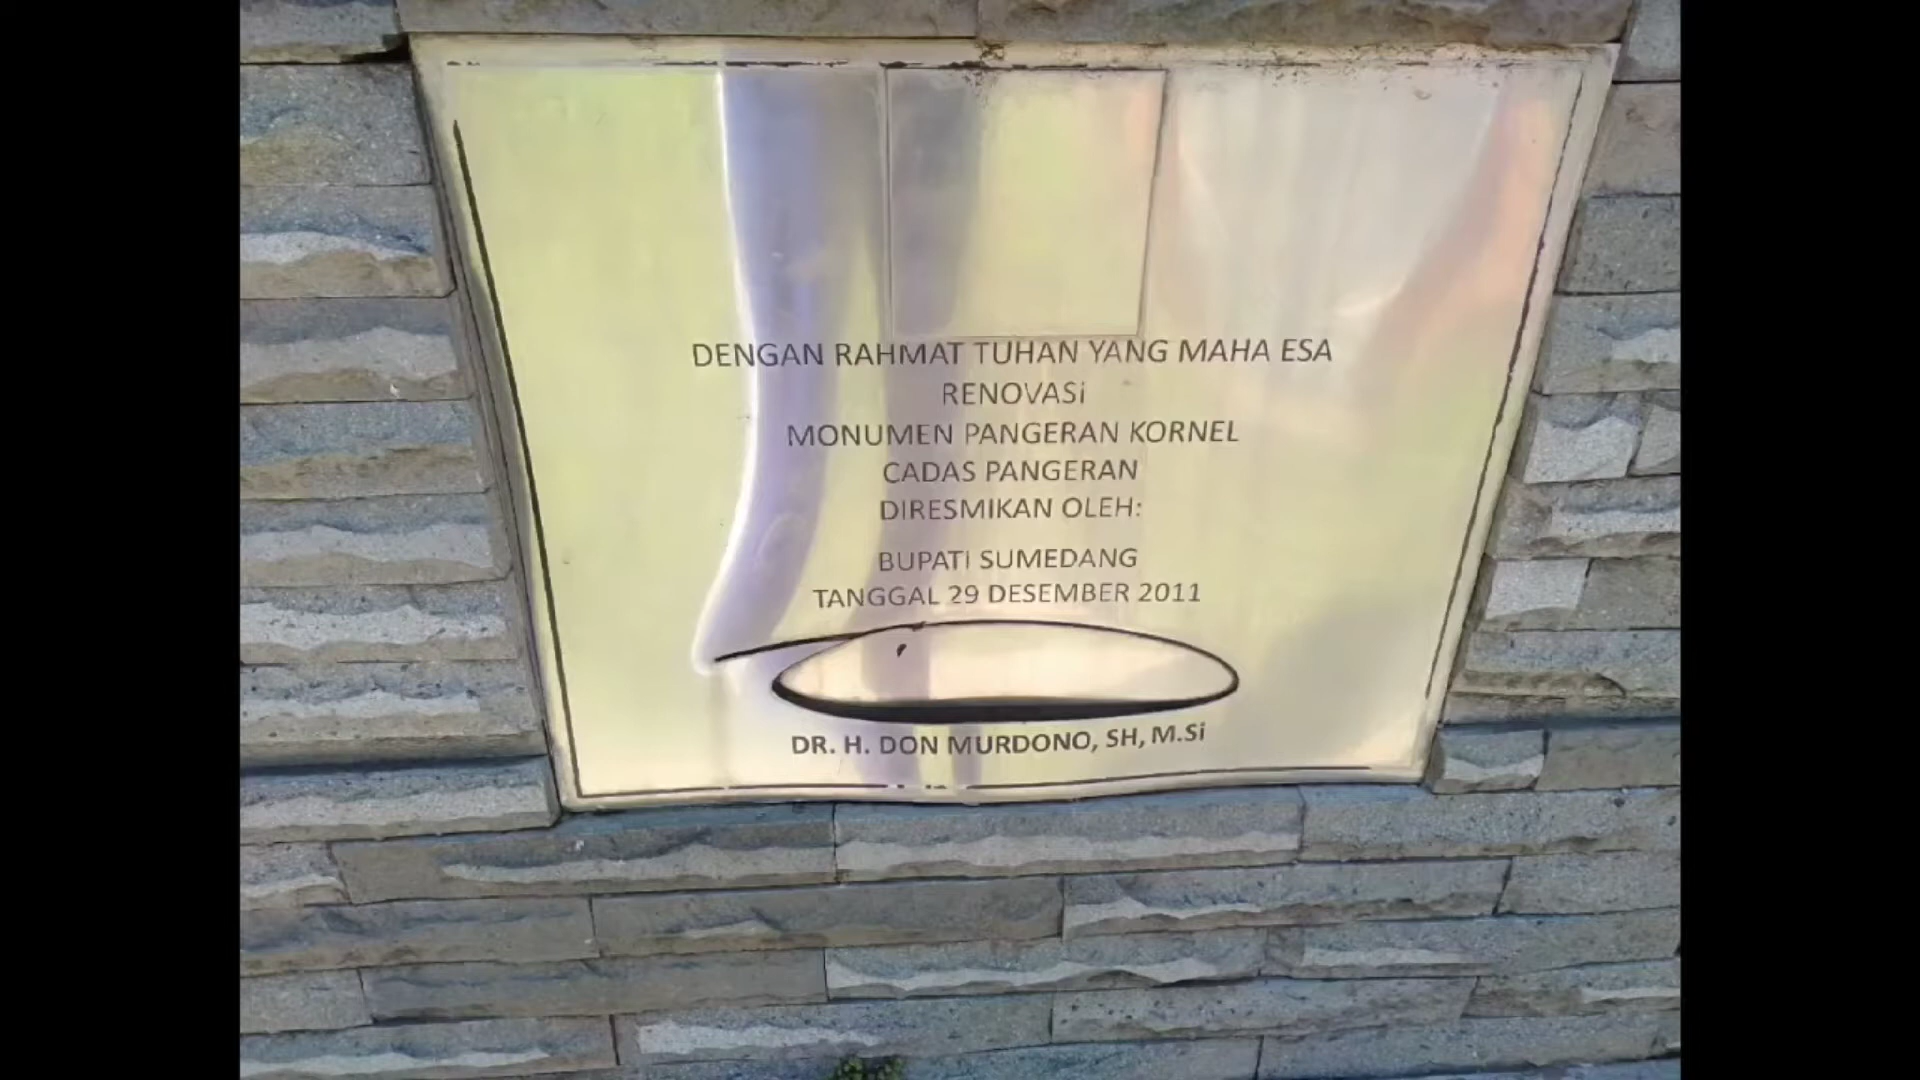 DENGAN RAHMAT TUHAN YANG MAHA ESA
RENOVASi
MONUMEN PANGERAN KORNEL
CADAS PANGERAN
DIRESMIKAN OLEH:
BUPATi SUMEDANG
TANGGAL 29 DESEMBER 2011
DR. H. DON MURDONO, SH, M.Si